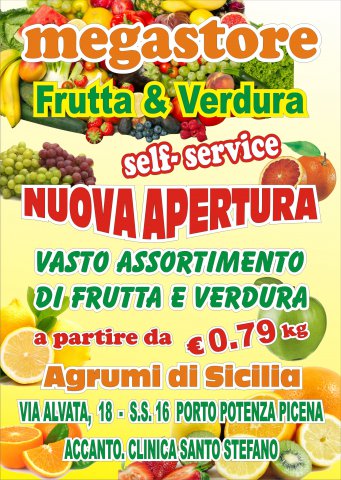 megastore
Frutta & Verdura
self-service
NUOVA APERTURA
VASTO ASSORTIMENTO
DI FRUTTA E VERDURA
a partire da € 0.79 kg
Agrumi di Sicilia
VIA ALVATA, 18 - S.S. 16 PORTO POTENZA PICENA
ACCANTO. CLINICA SANTO STEFANO